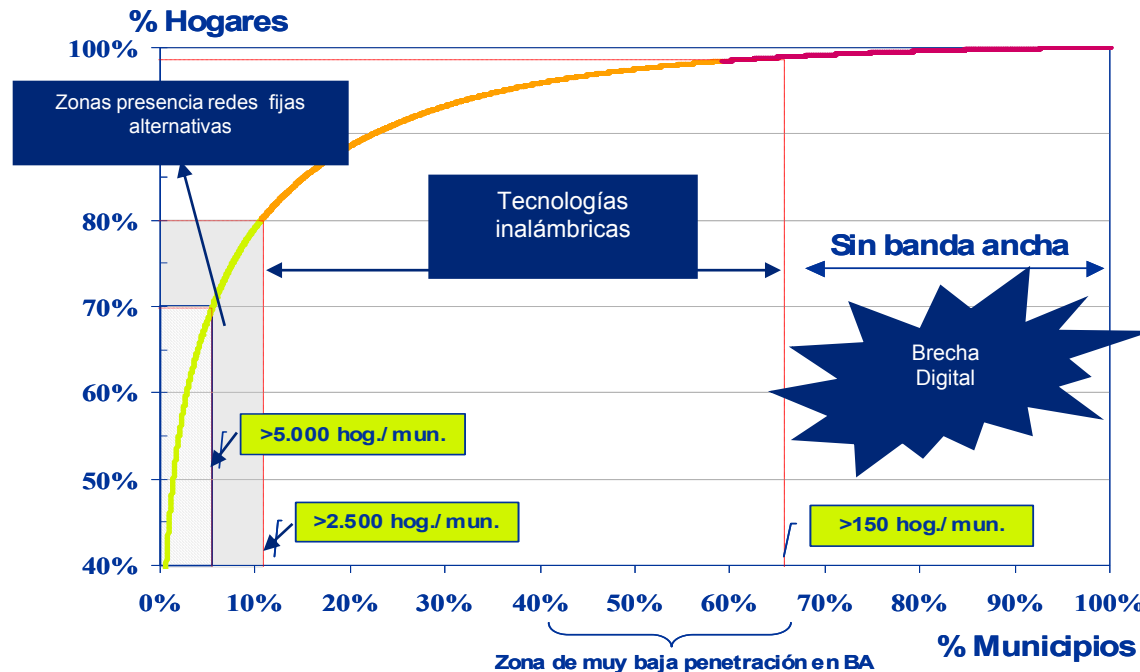 % Hogares
100%
Zonas presencia redes fijas
alternativas
80%
70%
60%
50%
40%
Tecnologías
inalámbricas
Sin banda ancha
Brecha
Digital
>5.000 hog./ mun.
>2.500 hog./ mun.
>150 hog./ mun.
0% 10% 20% 30% 40% 50% 60% 70% 80% 90% 100%
% Municipios
Zona de muy baja penetración en BA